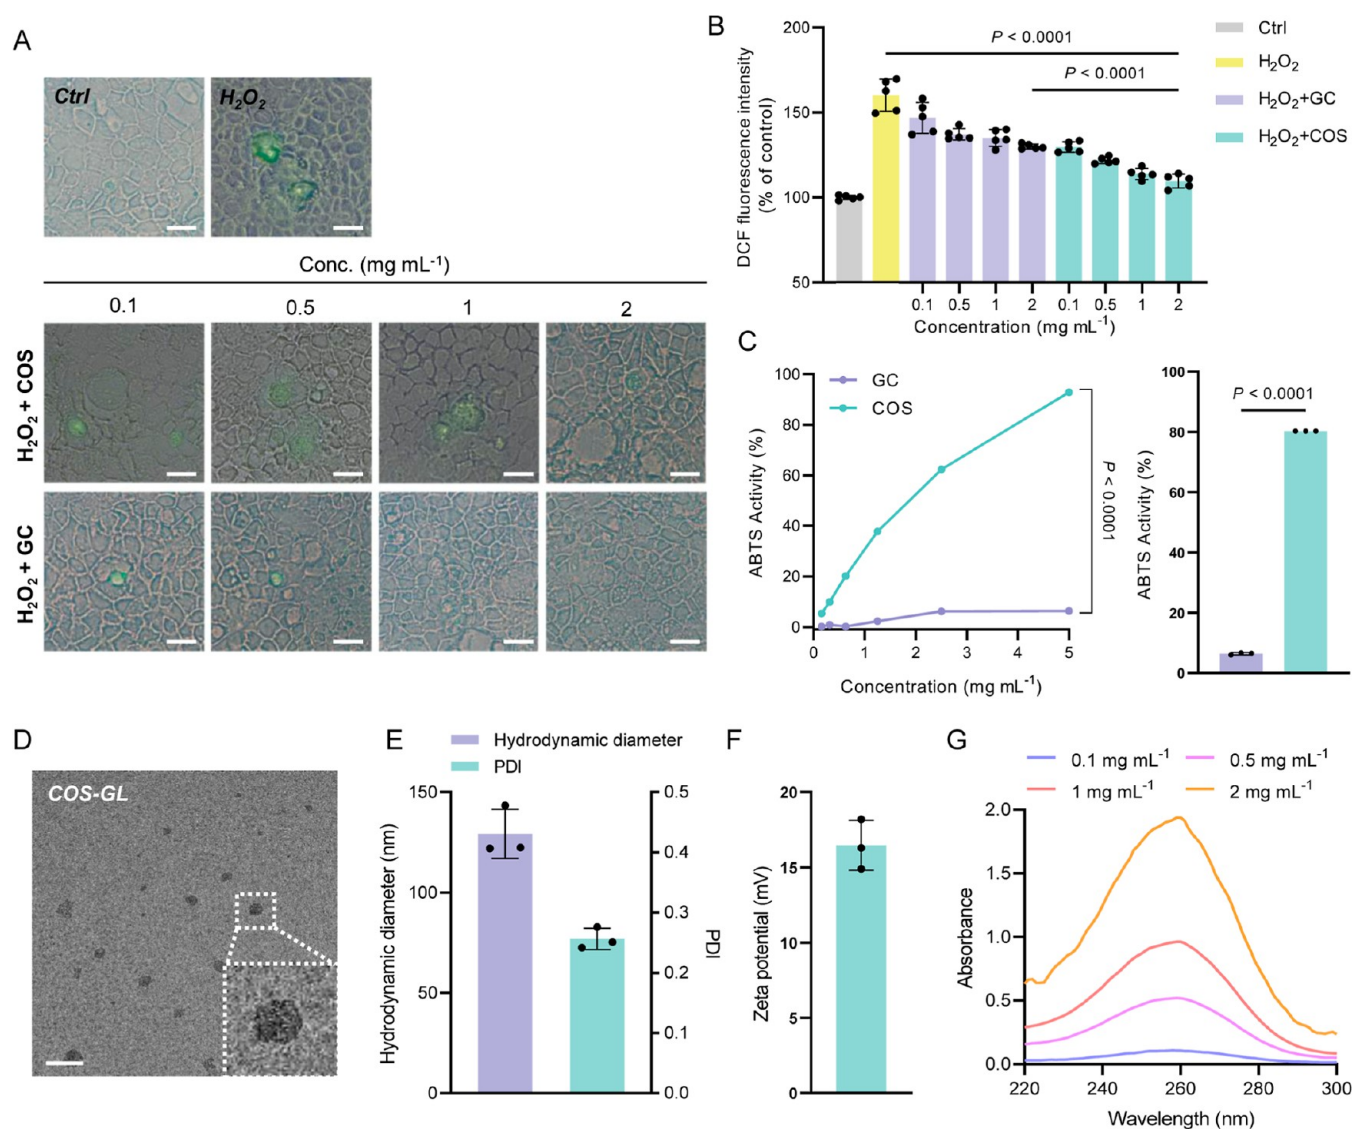 A
Ctrl
H₂O₂
Conc. (mg mL⁻¹)
0.1 0.5 1 2
H₂O₂ + COS
H₂O₂ + GC
B
DCF fluorescence intensity
(% of control)
200
150
100
50
P < 0.0001
P < 0.0001
0.1 0.5 1 2 0.1 0.5 1 2
Concentration (mg mL⁻¹)
Ctrl
H₂O₂
H₂O₂+GC
H₂O₂+COS
C
GC
COS
ABTS Activity (%)
100
80
60
40
20
0
0 1 2 3 4 5
Concentration (mg mL⁻¹)
P < 0.0001
ABTS Activity (%)
100
80
60
40
20
0
P < 0.0001
D
COS-GL
E
Hydrodynamic diameter
PDI
Hydrodynamic diameter (nm)
150
100
50
0
0.5
0.4
0.3
0.2
0.1
0.0
PDI
F
Zeta potential (mV)
20
15
10
5
0
G
0.1 mg mL⁻¹ 0.5 mg mL⁻¹
1 mg mL⁻¹ 2 mg mL⁻¹
Absorbance
2.0
1.5
1.0
0.5
0.0
220 240 260 280 300
Wavelength (nm)